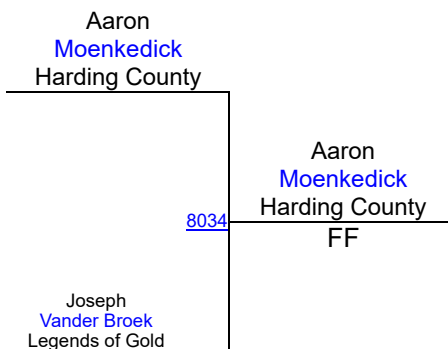 Aaron
Moenkedick
Harding County
Aaron
Moenkedick
Harding County
8034
FF
Joseph
Vander Broek
Legends of Gold